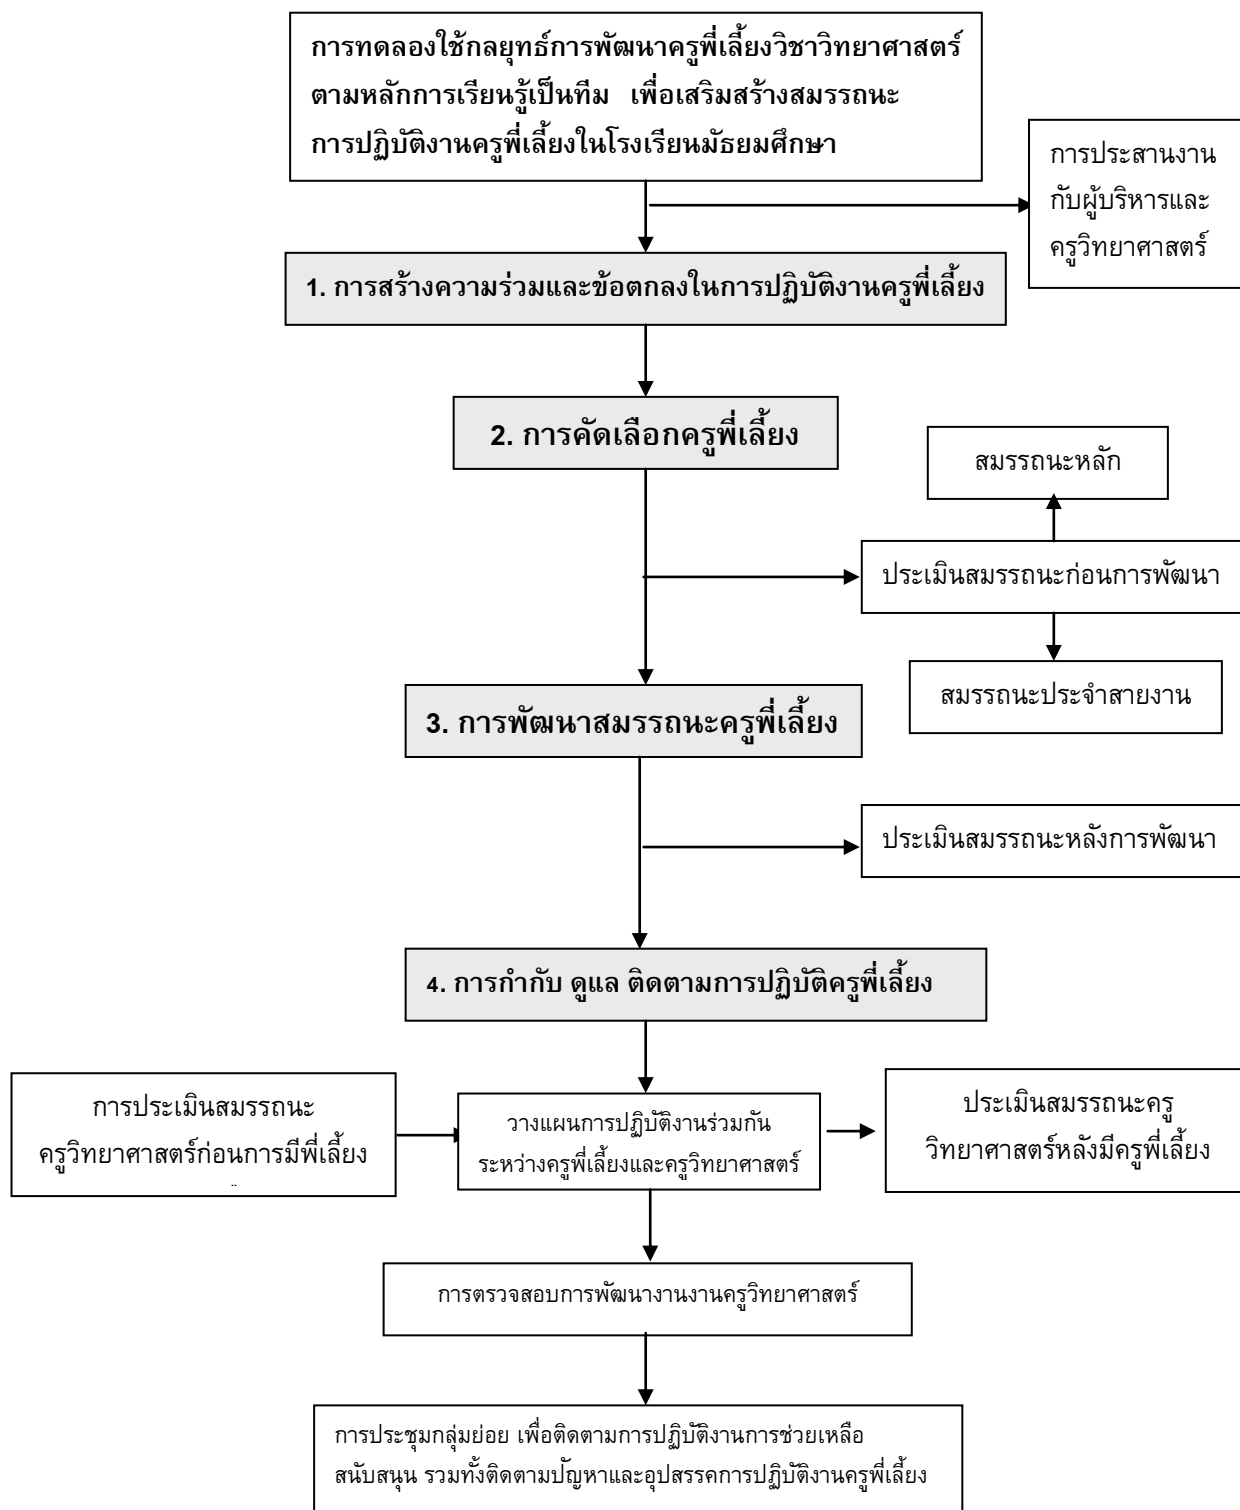 การทดลองใช้กลยุทธ์การพัฒนาครูพี่เลี้ยงวิชาวิทยาศาสตร์
ตามหลักการเรียนรู้เป็นทีม เพื่อเสริมสร้างสมรรถนะ
การปฏิบัติงานครูพี่เลี้ยงในโรงเรียนมัธยมศึกษา
การประสานงาน
กับผู้บริหารและ
ครูวิทยาศาสตร์
1. การสร้างความร่วมและข้อตกลงในการปฏิบัติงานครูพี่เลี้ยง
2. การคัดเลือกครูพี่เลี้ยง
สมรรถนะหลัก
ประเมินสมรรถนะก่อนการพัฒนา
สมรรถนะประจำสายงาน
3. การพัฒนาสมรรถนะครูพี่เลี้ยง
ประเมินสมรรถนะหลังการพัฒนา
4. การกำกับ ดูแล ติดตามการปฏิบัติครูพี่เลี้ยง
การประเมินสมรรถนะ
ครูวิทยาศาสตร์ก่อนการมีพี่เลี้ยง
วางแผนการปฏิบัติงานร่วมกัน
ระหว่างครูพี่เลี้ยงและครูวิทยาศาสตร์
ประเมินสมรรถนะครู
วิทยาศาสตร์หลังมีครูพี่เลี้ยง
การตรวจสอบการพัฒนางานงานครูวิทยาศาสตร์
การประชุมกลุ่มย่อย เพื่อติดตามการปฏิบัติงานการช่วยเหลือ
สนับสนุน รวมทั้งติดตามปัญหาและอุปสรรคการปฏิบัติงานครูพี่เลี้ยง